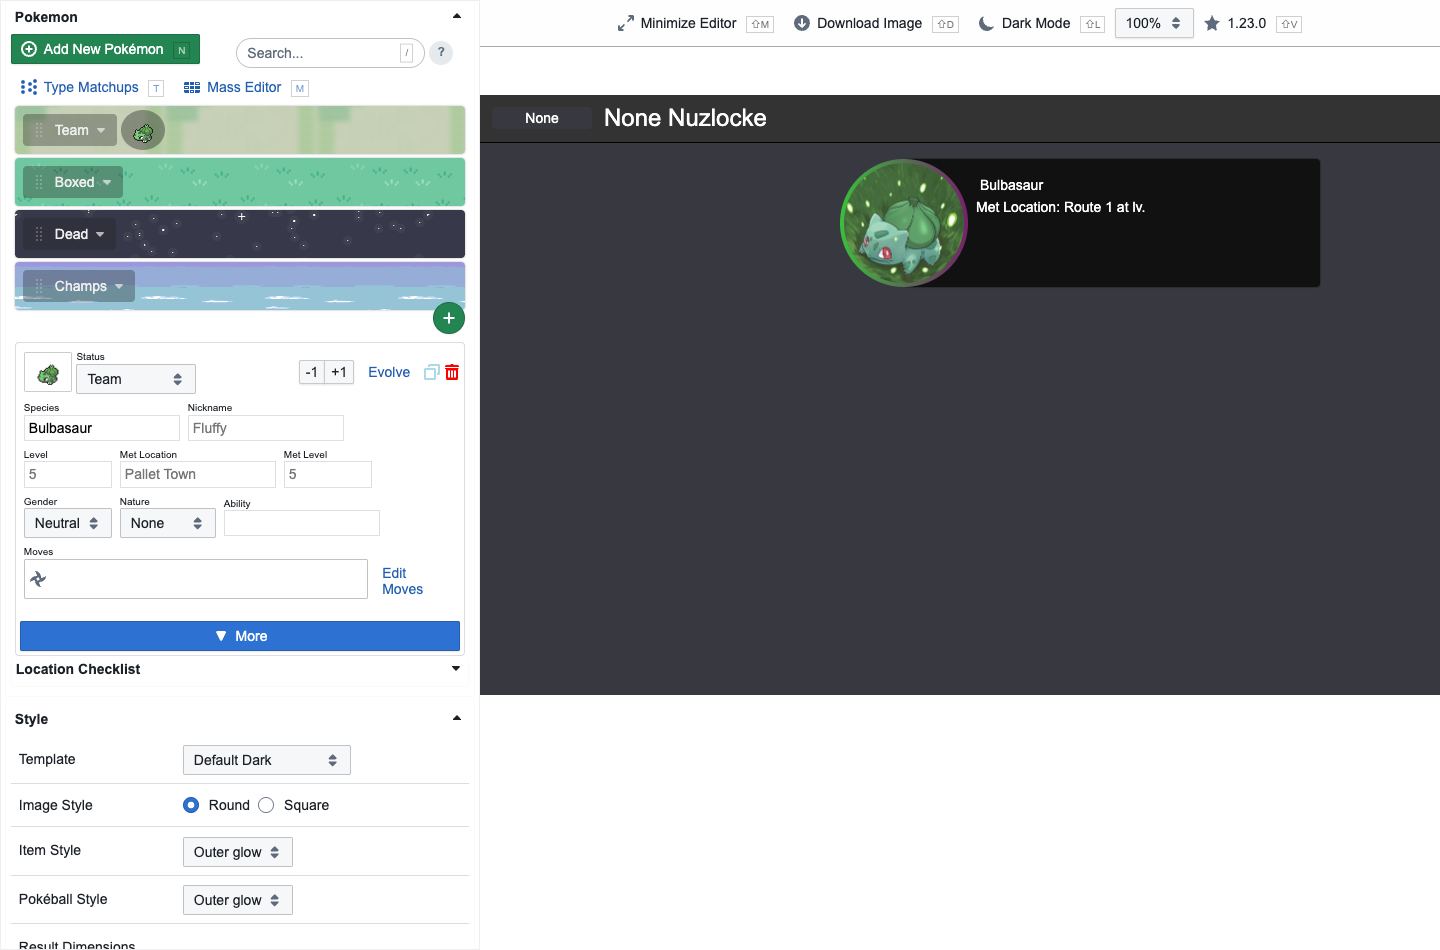 Pokemon
Add New Pokémon N
Search... /
?
Type Matchups T
Mass Editor M
Team
Boxed
Dead
Champs
Status
Team
-1 +1
Evolve
Species
Bulbasaur
Nickname
Fluffy
Level
5
Met Location
Pallet Town
Met Level
5
Gender
Neutral
Nature
None
Ability
Moves
Edit
Moves
More
Location Checklist
Style
Template
Default Dark
Image Style
Round
Square
Item Style
Outer glow
Pokéball Style
Outer glow
Result Dimensions
Minimize Editor ⇧M
Download Image ⇧D
Dark Mode ⇧L
100%
1.23.0 ⇧V
None
None Nuzlocke
Bulbasaur
Met Location: Route 1 at lv.